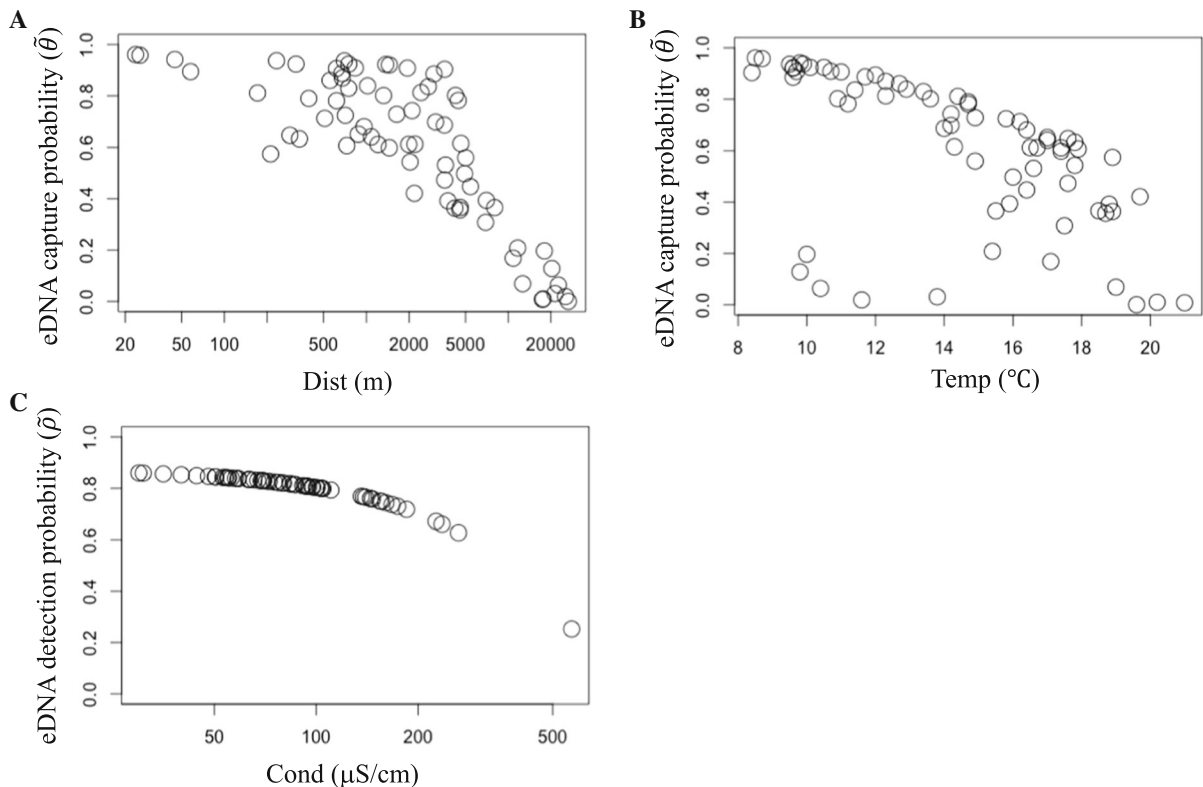 A
eDNA capture probability (θ̃)
0.0 0.2 0.4 0.6 0.8 1.0
20 50 100 500 2000 5000 20000
Dist (m)
B
eDNA capture probability (θ̃)
0.0 0.2 0.4 0.6 0.8 1.0
8 10 12 14 16 18 20
Temp (℃)
C
eDNA detection probability (ρ̃)
0.0 0.2 0.4 0.6 0.8 1.0
50 100 200 500
Cond (μS/cm)